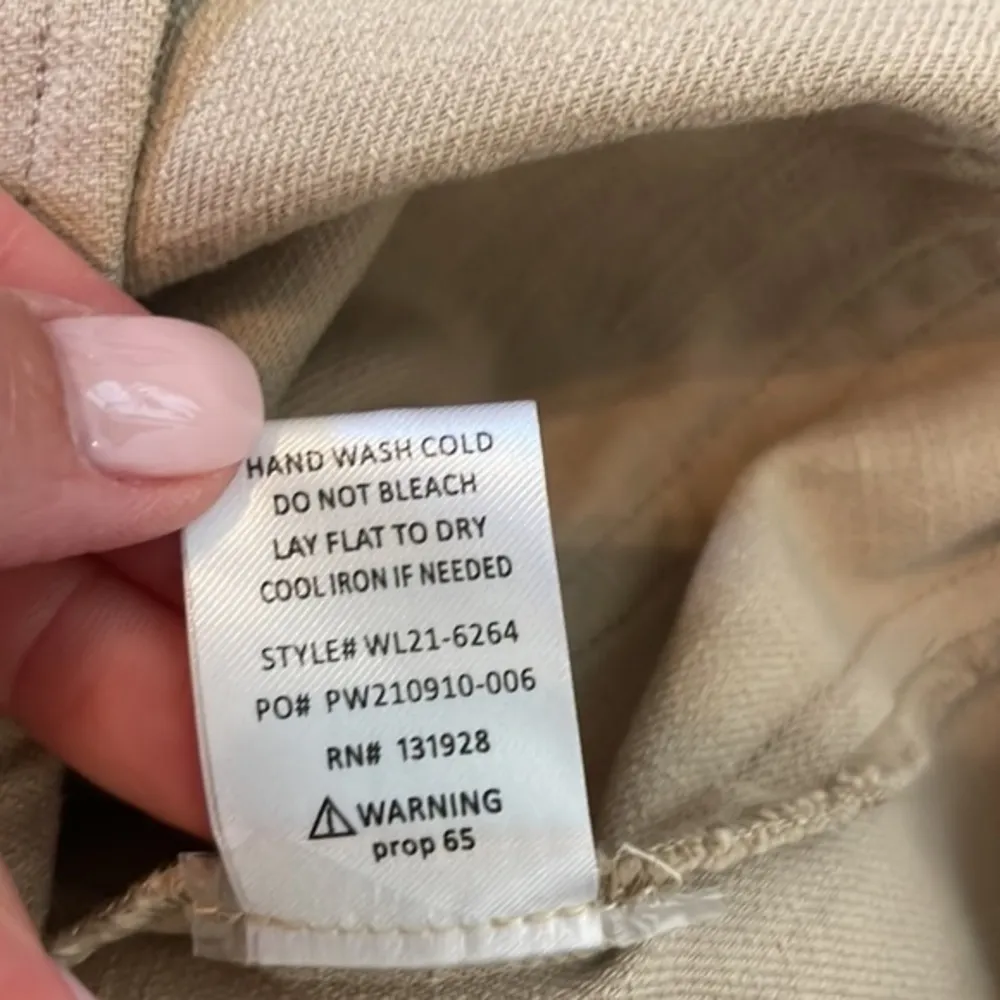 HAND WASH COLD
DO NOT BLEACH
LAY FLAT TO DRY
COOL IRON IF NEEDED
STYLE# WL21-6264
PO# PW210910-006
RN# 131928
⚠WARNING
prop 65